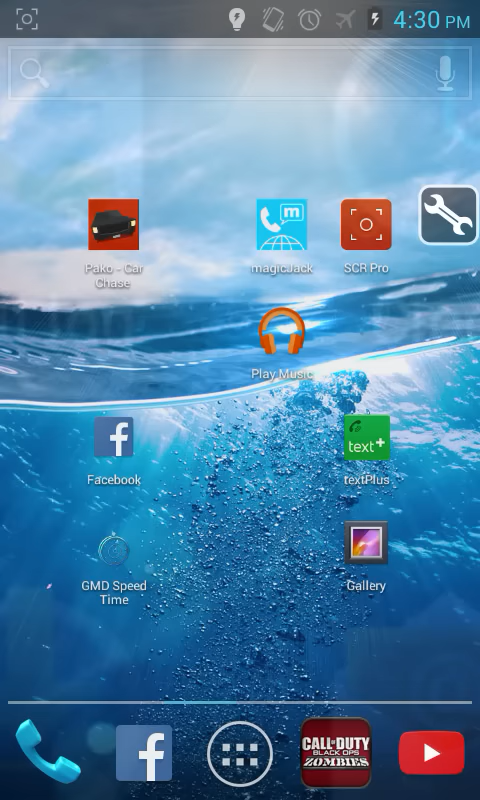 4:30 PM
m
Pako - Car
Chase
magicJack
SCR Pro
Play Music
f
text+
Facebook
textPlus
GMD Speed
Time
Gallery
f
CALL OF DUTY
BLACK OPS
ZOMBIES